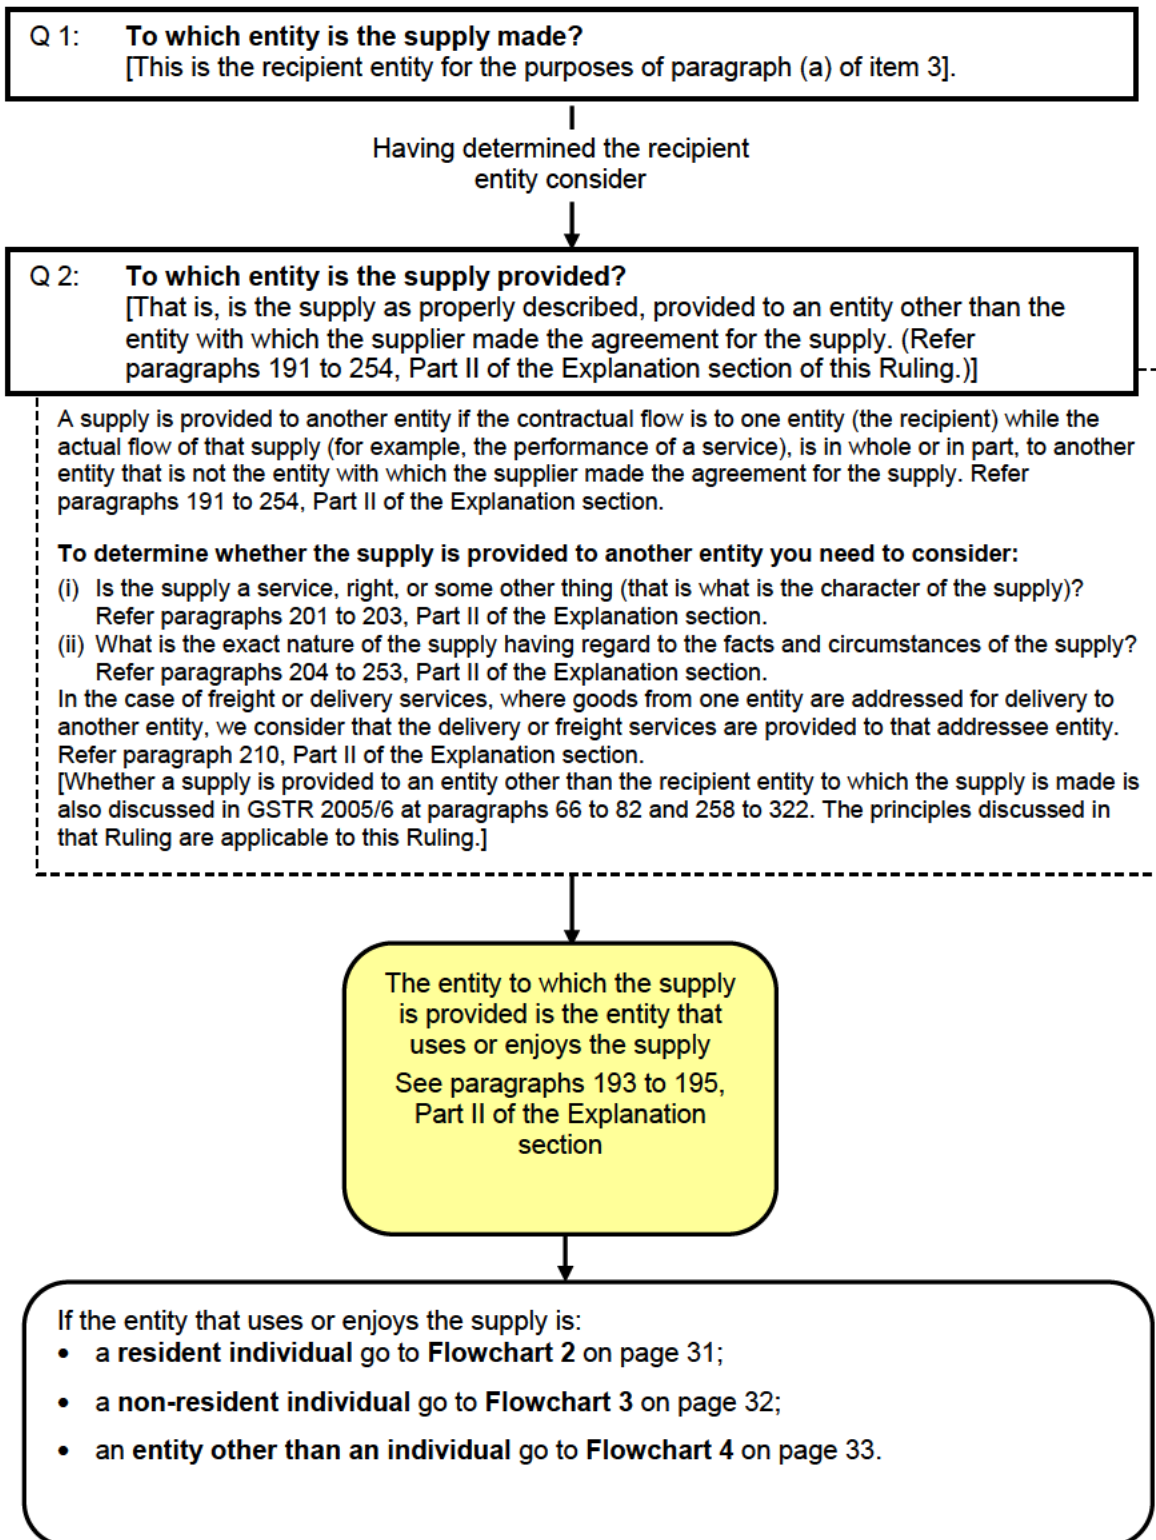 Q 1: To which entity is the supply made?
[This is the recipient entity for the purposes of paragraph (a) of item 3].
Having determined the recipient
entity consider
Q 2: To which entity is the supply provided?
[That is, is the supply as properly described, provided to an entity other than the
entity with which the supplier made the agreement for the supply. (Refer
paragraphs 191 to 254, Part II of the Explanation section of this Ruling.)]
A supply is provided to another entity if the contractual flow is to one entity (the recipient) while the
actual flow of that supply (for example, the performance of a service), is in whole or in part, to another
entity that is not the entity with which the supplier made the agreement for the supply. Refer
paragraphs 191 to 254, Part II of the Explanation section.
To determine whether the supply is provided to another entity you need to consider:
(i) Is the supply a service, right, or some other thing (that is what is the character of the supply)?
Refer paragraphs 201 to 203, Part II of the Explanation section.
(ii) What is the exact nature of the supply having regard to the facts and circumstances of the supply?
Refer paragraphs 204 to 253, Part II of the Explanation section.
In the case of freight or delivery services, where goods from one entity are addressed for delivery to
another entity, we consider that the delivery or freight services are provided to that addressee entity.
Refer paragraph 210, Part II of the Explanation section.
[Whether a supply is provided to an entity other than the recipient entity to which the supply is made is
also discussed in GSTR 2005/6 at paragraphs 66 to 82 and 258 to 322. The principles discussed in
that Ruling are applicable to this Ruling.]
The entity to which the supply
is provided is the entity that
uses or enjoys the supply
See paragraphs 193 to 195,
Part II of the Explanation
section
If the entity that uses or enjoys the supply is:
• a resident individual go to Flowchart 2 on page 31;
• a non-resident individual go to Flowchart 3 on page 32;
• an entity other than an individual go to Flowchart 4 on page 33.